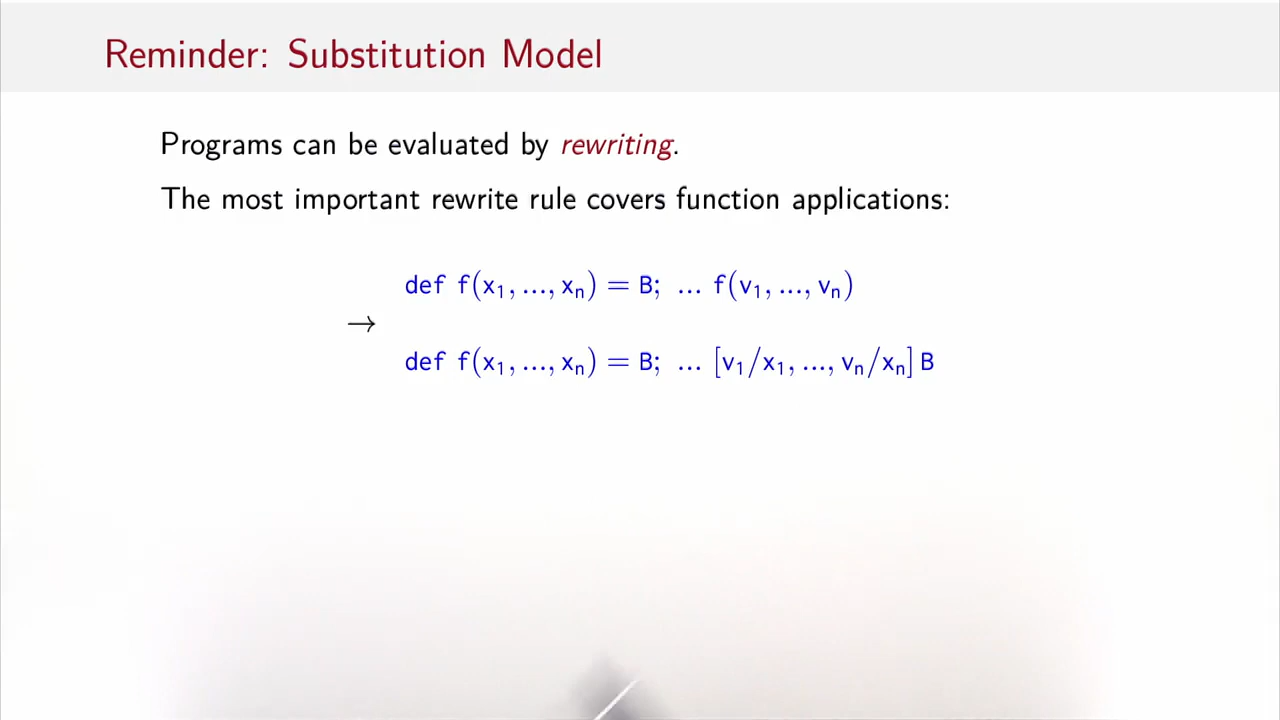 Reminder: Substitution Model
Programs can be evaluated by rewriting.
The most important rewrite rule covers function applications:
def f(x₁, ..., xₙ) = B; ... f(v₁, ..., vₙ)
→
def f(x₁, ..., xₙ) = B; ... [v₁/x₁, ..., vₙ/xₙ] B